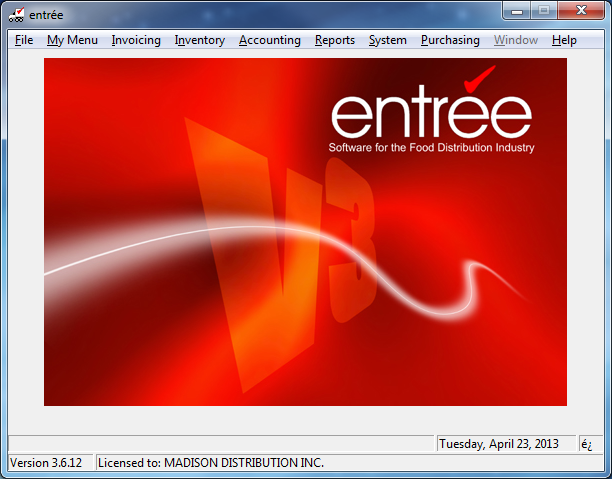 entrée
File My Menu Invoicing Inventory Accounting Reports System Purchasing Window Help
entrée
Software for the Food Distribution Industry
V3
Tuesday, April 23, 2013 é¿
Version 3.6.12 Licensed to: MADISON DISTRIBUTION INC.